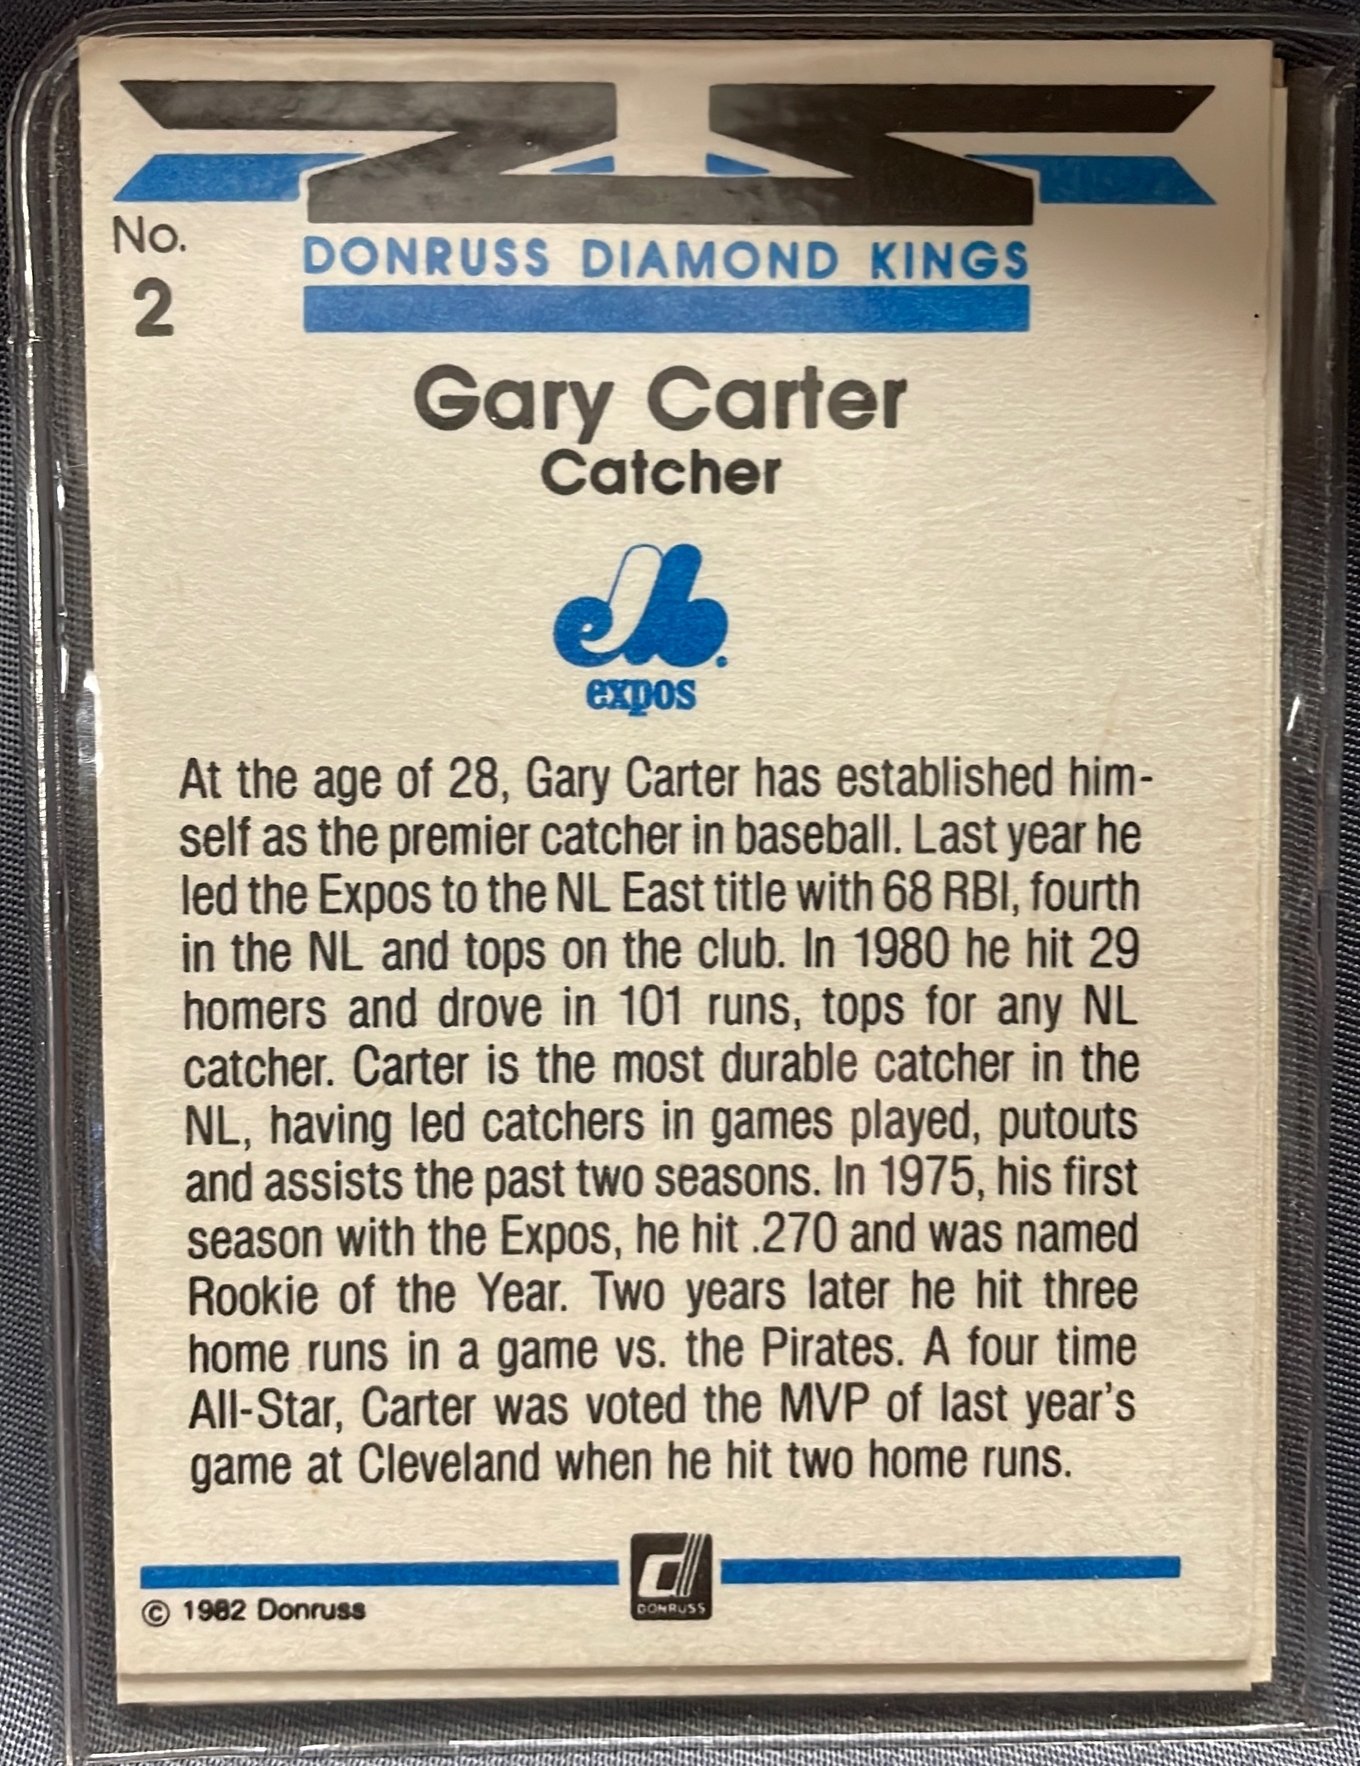 No.
2
DONRUSS DIAMOND KINGS
Gary Carter
Catcher
expos
At the age of 28, Gary Carter has established him-
self as the premier catcher in baseball. Last year he
led the Expos to the NL East title with 68 RBI, fourth
in the NL and tops on the club. In 1980 he hit 29
homers and drove in 101 runs, tops for any NL
catcher. Carter is the most durable catcher in the
NL, having led catchers in games played, putouts
and assists the past two seasons. In 1975, his first
season with the Expos, he hit .270 and was named
Rookie of the Year. Two years later he hit three
home runs in a game vs. the Pirates. A four time
All-Star, Carter was voted the MVP of last year's
game at Cleveland when he hit two home runs.
DONRUSS
© 1982 Donruss